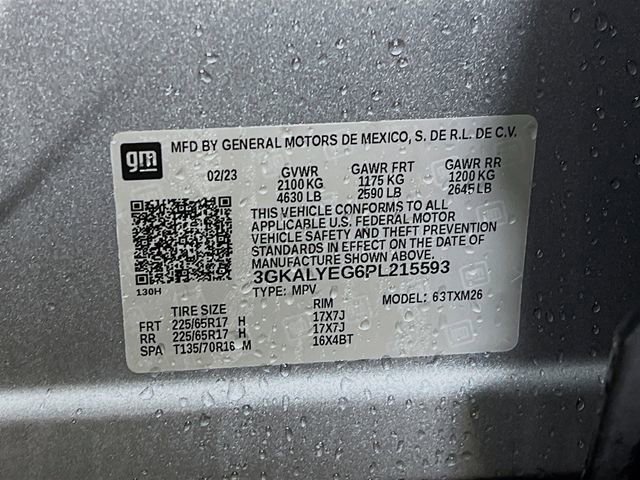 gm
MFD BY GENERAL MOTORS DE MEXICO, S. DE R.L. DE C.V.
02/23 GVWR GAWR FRT GAWR RR
2100 KG 1175 KG 1200 KG
4630 LB 2590 LB 2645 LB
THIS VEHICLE CONFORMS TO ALL
APPLICABLE U.S. FEDERAL MOTOR
VEHICLE SAFETY AND THEFT PREVENTION
STANDARDS IN EFFECT ON THE DATE OF
MANUFACTURE SHOWN ABOVE.
3GKALYEG6PL215593
130H
TYPE: MPV MODEL: 63TXM26
TIRE SIZE RIM
FRT 225/65R17 H 17X7J
RR 225/65R17 H 17X7J
SPA T135/70R16 M 16X4BT